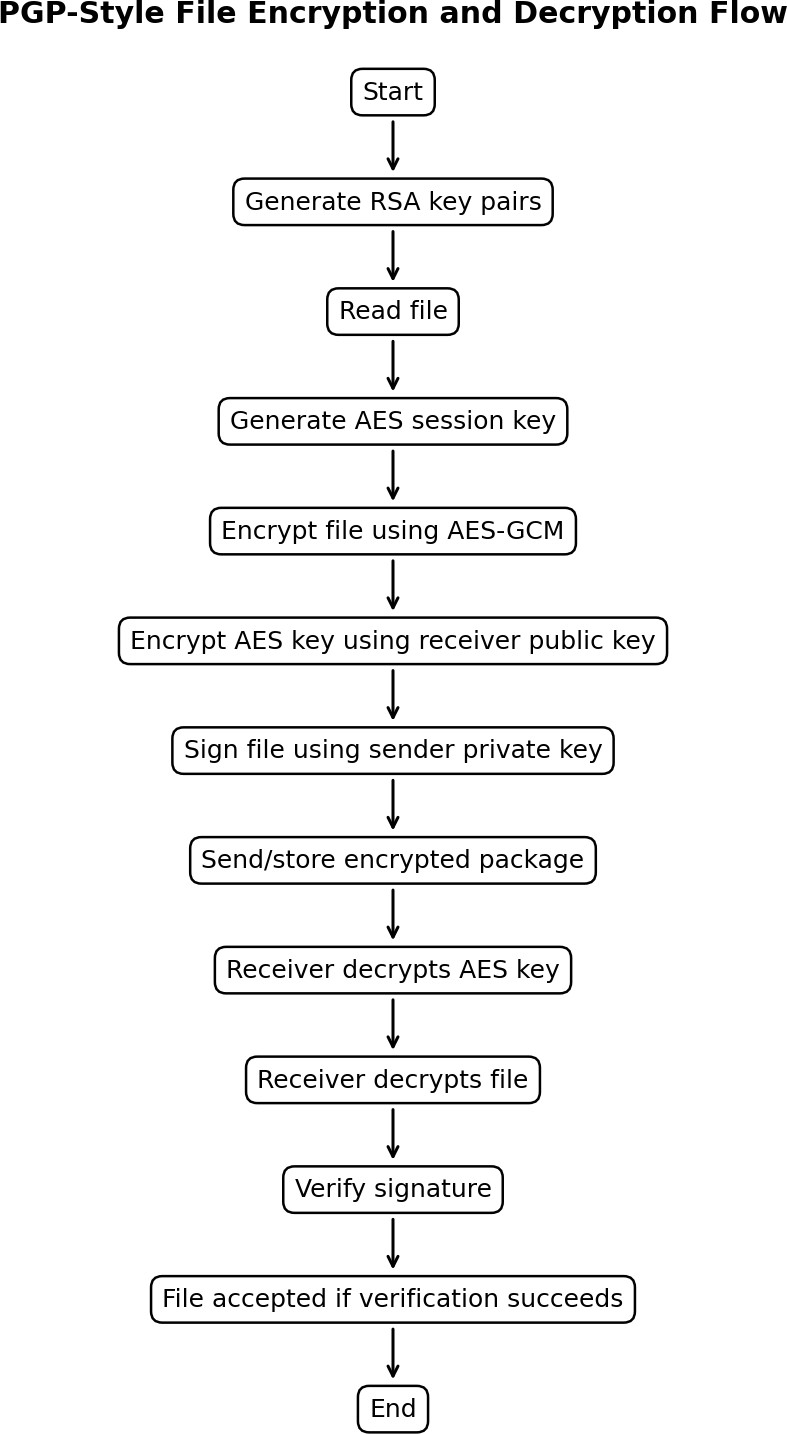 PGP-Style File Encryption and Decryption Flow
Start
Generate RSA key pairs
Read file
Generate AES session key
Encrypt file using AES-GCM
Encrypt AES key using receiver public key
Sign file using sender private key
Send/store encrypted package
Receiver decrypts AES key
Receiver decrypts file
Verify signature
File accepted if verification succeeds
End